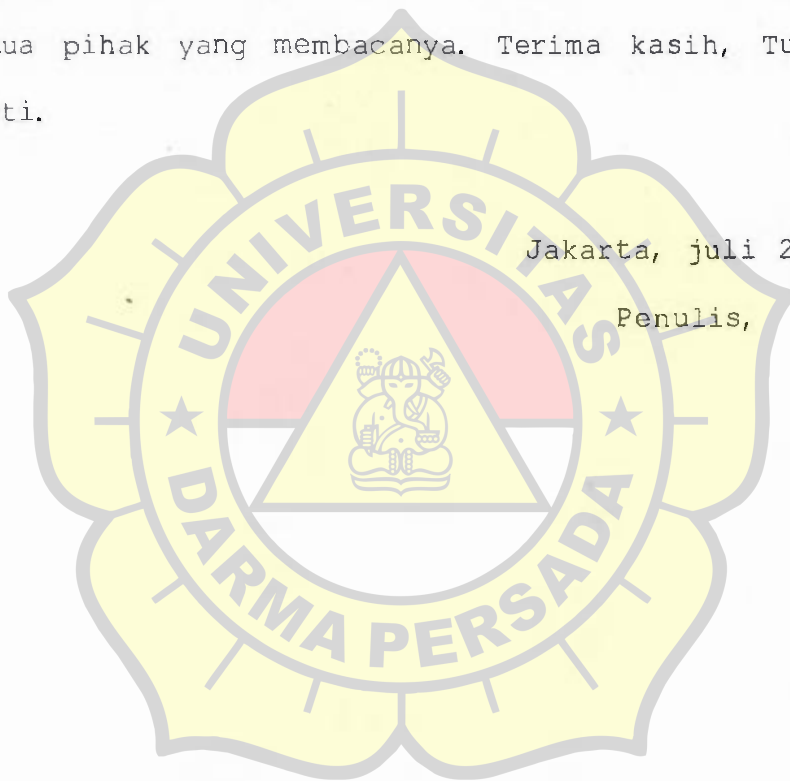 ua pihak yang membacanya. Terima kasih, Tu
ti.
Jakarta, juli 2
Penulis,
UNIVERSITAS
DARMA PERSADA